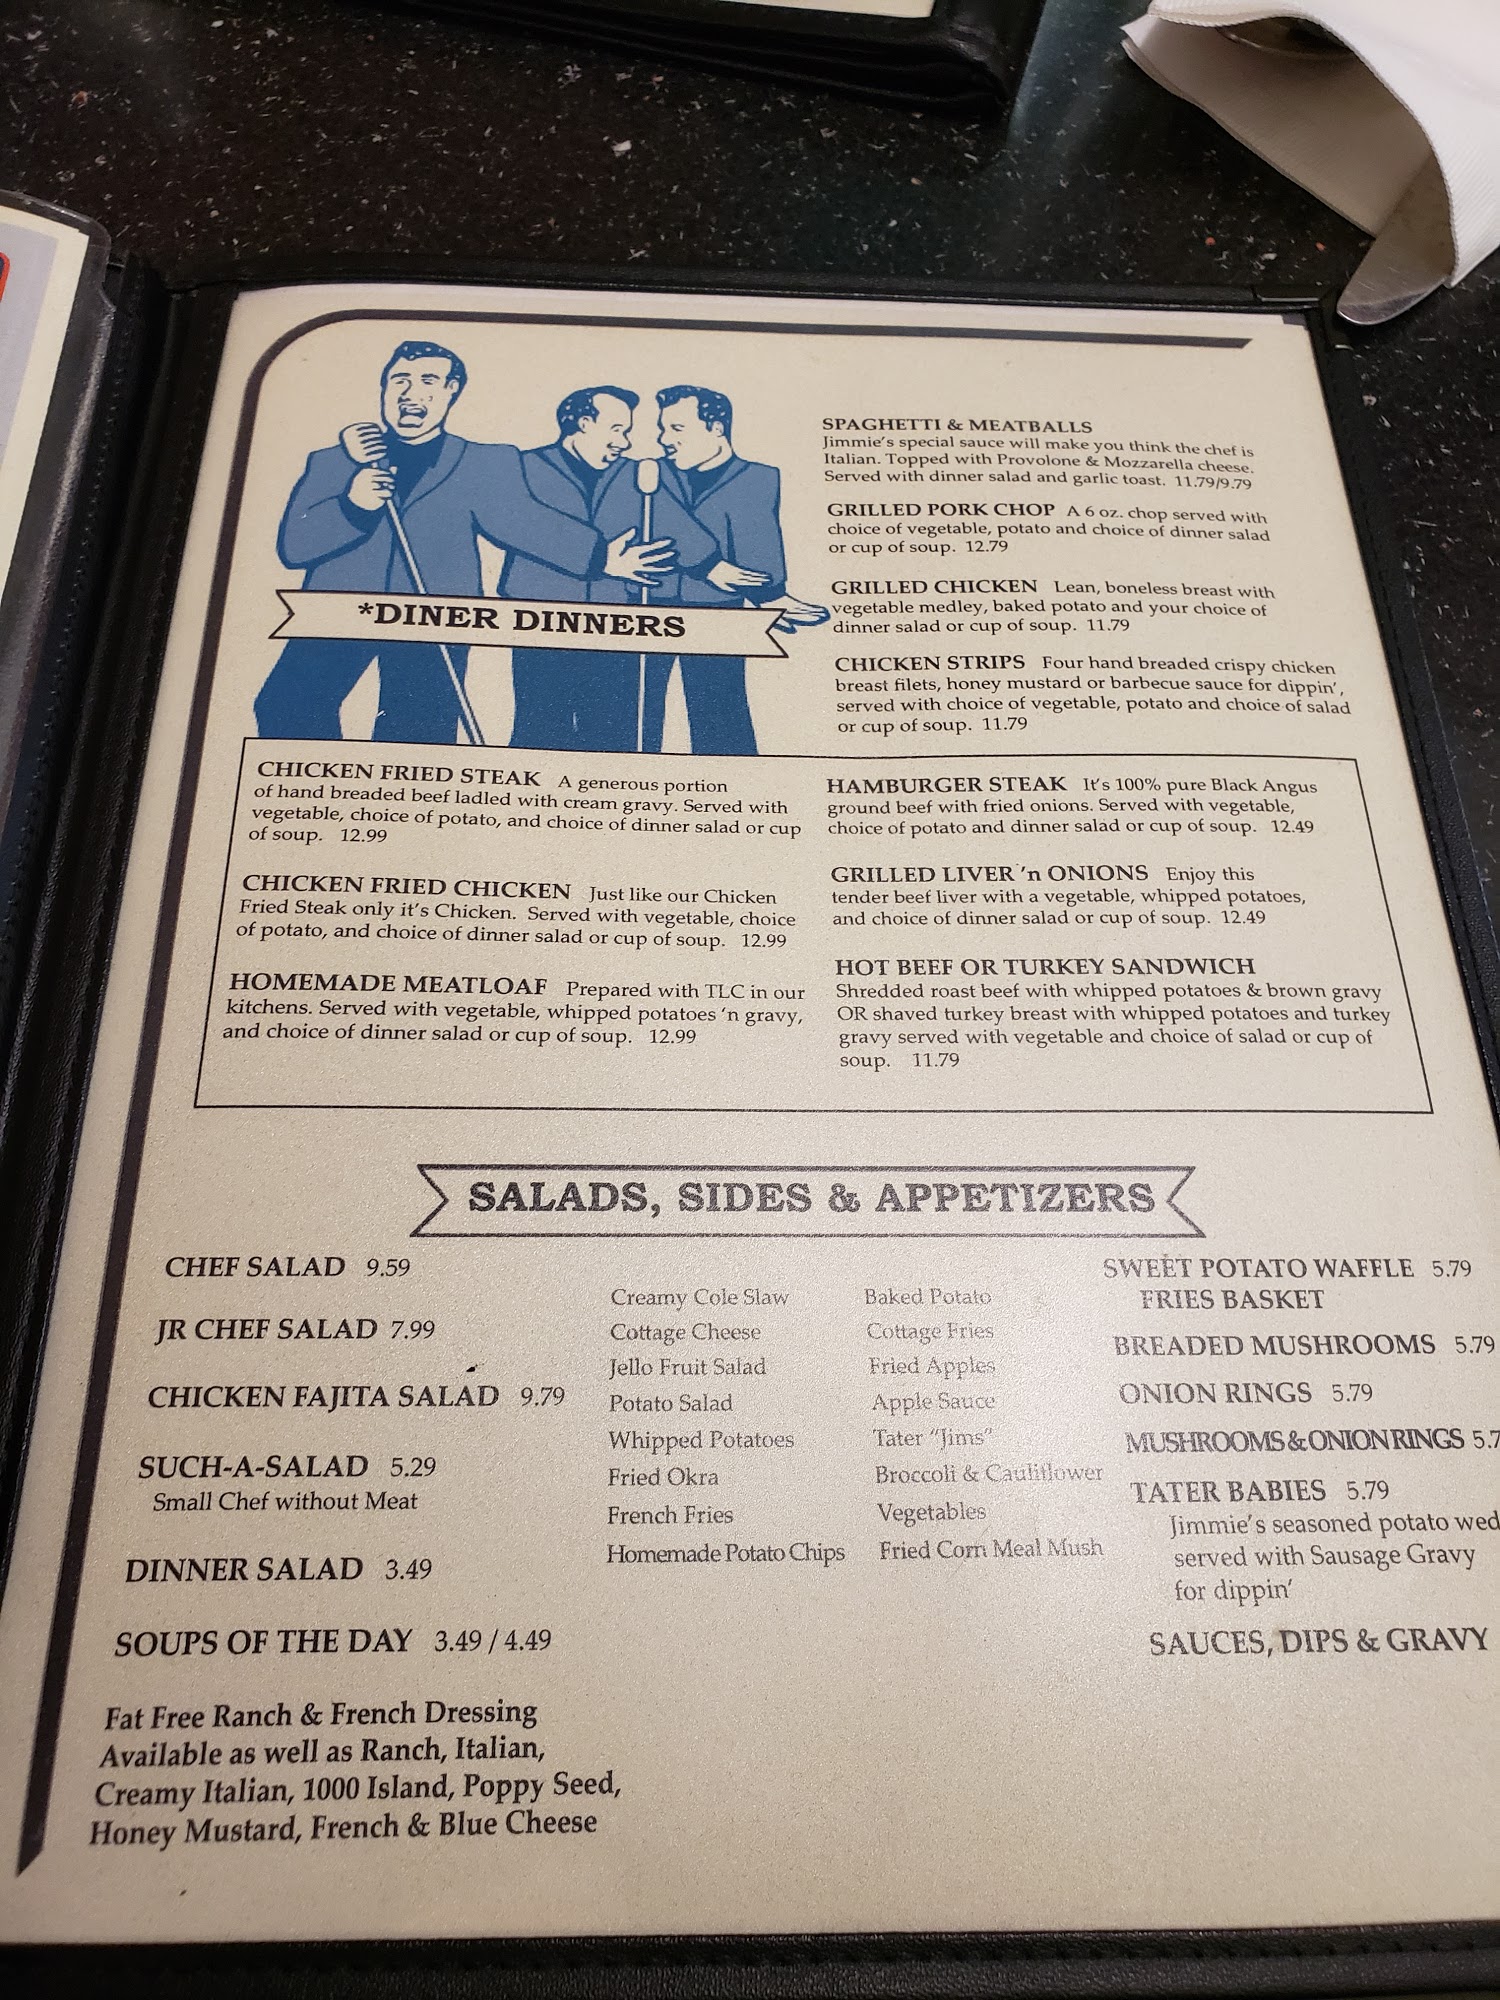 *DINER DINNERS
SPAGHETTI & MEATBALLS
Jimmie's special sauce will make you think the chef is
Italian. Topped with Provolone & Mozzarella cheese.
Served with dinner salad and garlic toast. 11.79/9.79
GRILLED PORK CHOP A 6 oz. chop served with
choice of vegetable, potato and choice of dinner salad
or cup of soup. 12.79
GRILLED CHICKEN Lean, boneless breast with
vegetable medley, baked potato and your choice of
dinner salad or cup of soup. 11.79
CHICKEN STRIPS Four hand breaded crispy chicken
breast filets, honey mustard or barbecue sauce for dippin',
served with choice of vegetable, potato and choice of salad
or cup of soup. 11.79
CHICKEN FRIED STEAK A generous portion
of hand breaded beef ladled with cream gravy. Served with
vegetable, choice of potato, and choice of dinner salad or cup
of soup. 12.99
CHICKEN FRIED CHICKEN Just like our Chicken
Fried Steak only it's Chicken. Served with vegetable, choice
of potato, and choice of dinner salad or cup of soup. 12.99
HOMEMADE MEATLOAF Prepared with TLC in our
kitchens. Served with vegetable, whipped potatoes 'n gravy,
and choice of dinner salad or cup of soup. 12.99
HAMBURGER STEAK It's 100% pure Black Angus
ground beef with fried onions. Served with vegetable,
choice of potato and dinner salad or cup of soup. 12.49
GRILLED LIVER 'n ONIONS Enjoy this
tender beef liver with a vegetable, whipped potatoes,
and choice of dinner salad or cup of soup. 12.49
HOT BEEF OR TURKEY SANDWICH
Shredded roast beef with whipped potatoes & brown gravy
OR shaved turkey breast with whipped potatoes and turkey
gravy served with vegetable and choice of salad or cup of
soup. 11.79
SALADS, SIDES & APPETIZERS
CHEF SALAD 9.59
JR CHEF SALAD 7.99
CHICKEN FAJITA SALAD 9.79
SUCH-A-SALAD 5.29
Small Chef without Meat
DINNER SALAD 3.49
SOUPS OF THE DAY 3.49 / 4.49
Fat Free Ranch & French Dressing
Available as well as Ranch, Italian,
Creamy Italian, 1000 Island, Poppy Seed,
Honey Mustard, French & Blue Cheese
Creamy Cole Slaw
Cottage Cheese
Jello Fruit Salad
Potato Salad
Whipped Potatoes
Fried Okra
French Fries
Homemade Potato Chips
Baked Potato
Cottage Fries
Fried Apples
Apple Sauce
Tater "Jims"
Broccoli & Cauliflower
Vegetables
Fried Corn Meal Mush
SWEET POTATO WAFFLE 5.79
FRIES BASKET
BREADED MUSHROOMS 5.79
ONION RINGS 5.79
MUSHROOMS & ONION RINGS 5.7
TATER BABIES 5.79
Jimmie's seasoned potato wed
served with Sausage Gravy
for dippin'
SAUCES, DIPS & GRAVY